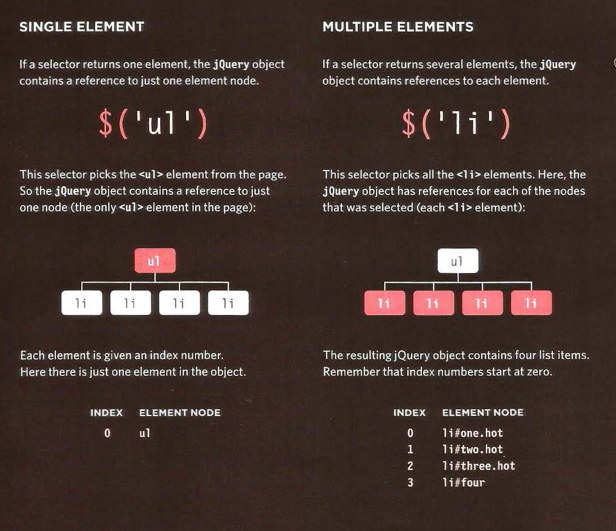 SINGLE ELEMENT
If a selector returns one element, the jQuery object
contains a reference to just one element node.
$('ul')
This selector picks the <ul> element from the page.
So the jQuery object contains a reference to just
one node (the only <ul> element in the page):
ul
li li li li
Each element is given an index number.
Here there is just one element in the object.
INDEX ELEMENT NODE
0 ul
MULTIPLE ELEMENTS
If a selector returns several elements, the jQuery
object contains references to each element.
$('li')
This selector picks all the <li> elements. Here, the
jQuery object has references for each of the nodes
that was selected (each <li> element):
ul
li li li li
The resulting jQuery object contains four list items.
Remember that index numbers start at zero.
INDEX ELEMENT NODE
0 li#one.hot
1 li#two.hot
2 li#three.hot
3 li#four